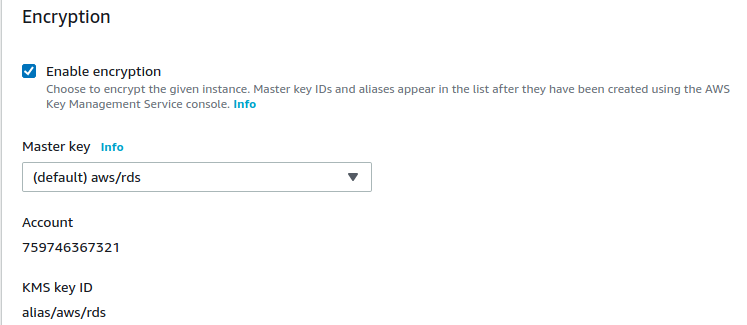 Encryption
Enable encryption
Choose to encrypt the given instance. Master key IDs and aliases appear in the list after they have been created using the AWS
Key Management Service console. Info
Master key Info
(default) aws/rds
Account
759746367321
KMS key ID
alias/aws/rds